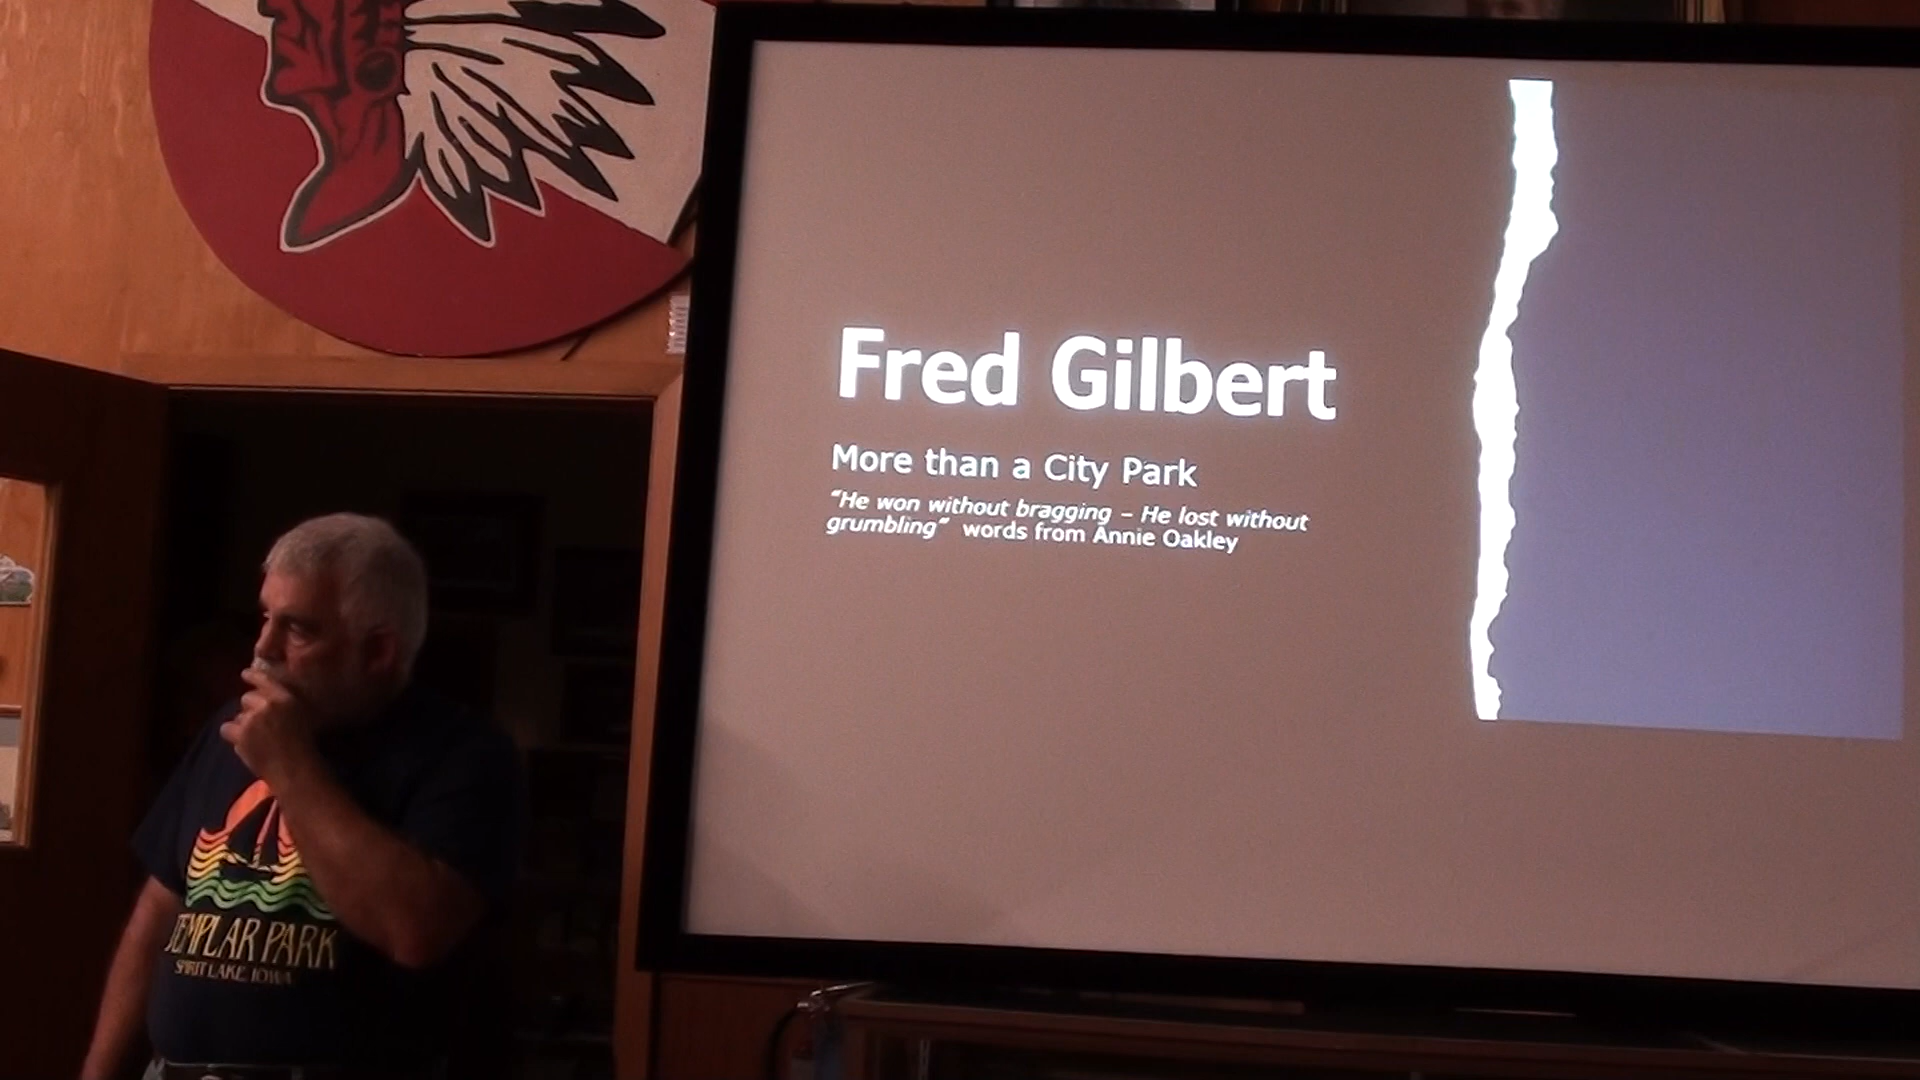 Fred Gilbert
More than a City Park
“He won without bragging – He lost without
grumbling” words from Annie Oakley
TEMPLAR PARK
SPIRIT LAKE, IOWA